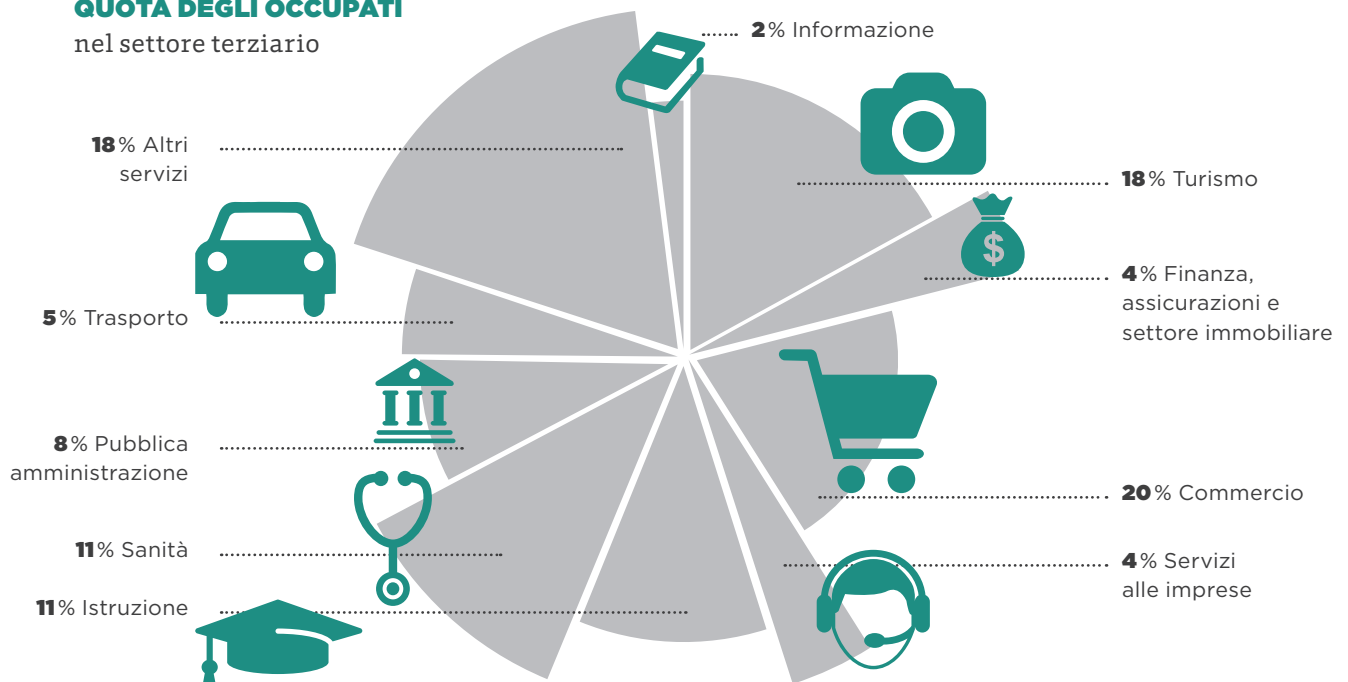 QUOTA DEGLI OCCUPATI
nel settore terziario
2% Informazione
18% Altri
servizi
18% Turismo
$
4% Finanza,
assicurazioni e
settore immobiliare
5% Trasporto
8% Pubblica
amministrazione
20% Commercio
11% Sanità
4% Servizi
alle imprese
11% Istruzione